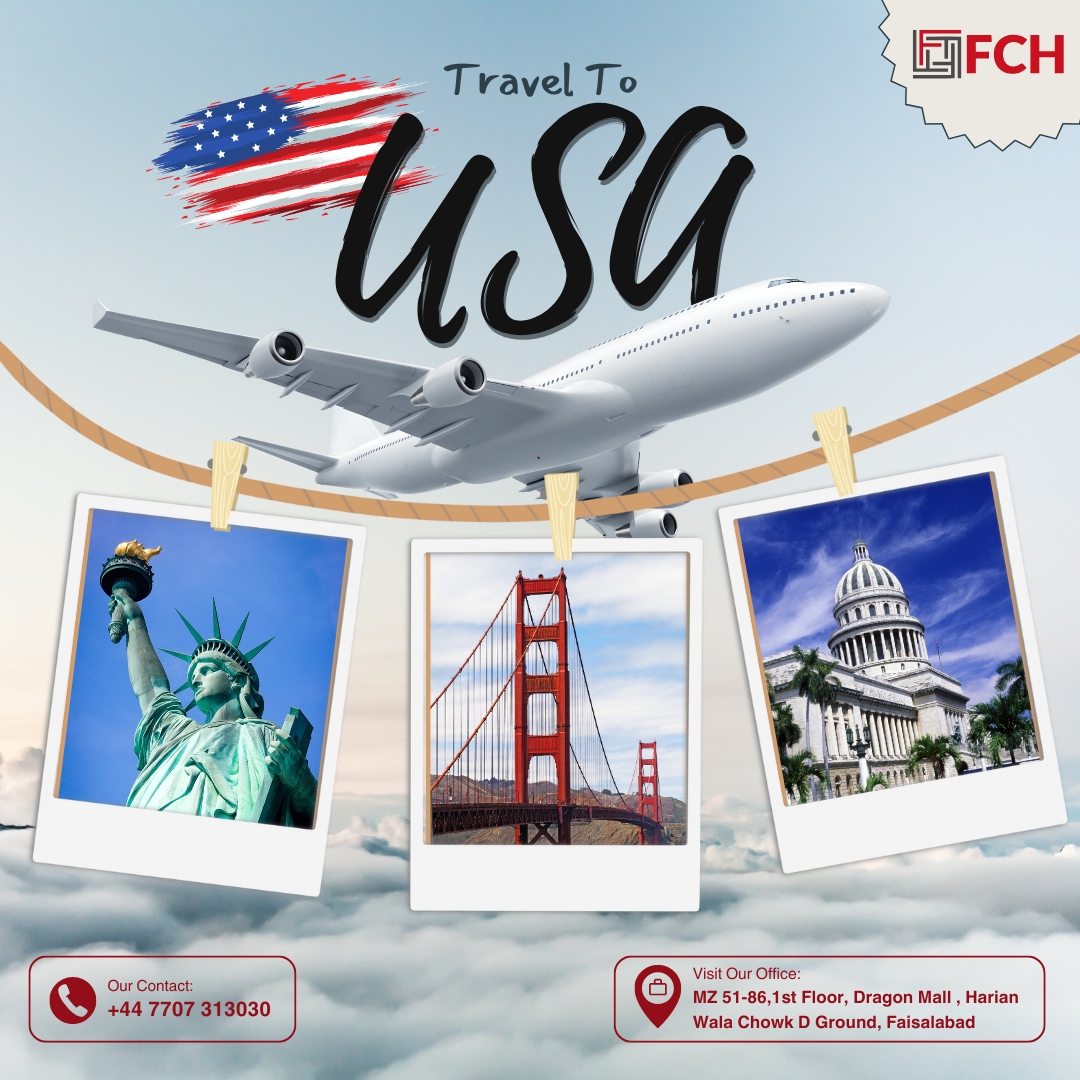 FCH
Travel To
USA
Our Contact:
+44 7707 313030
Visit Our Office:
MZ 51-86,1st Floor, Dragon Mall , Harian
Wala Chowk D Ground, Faisalabad